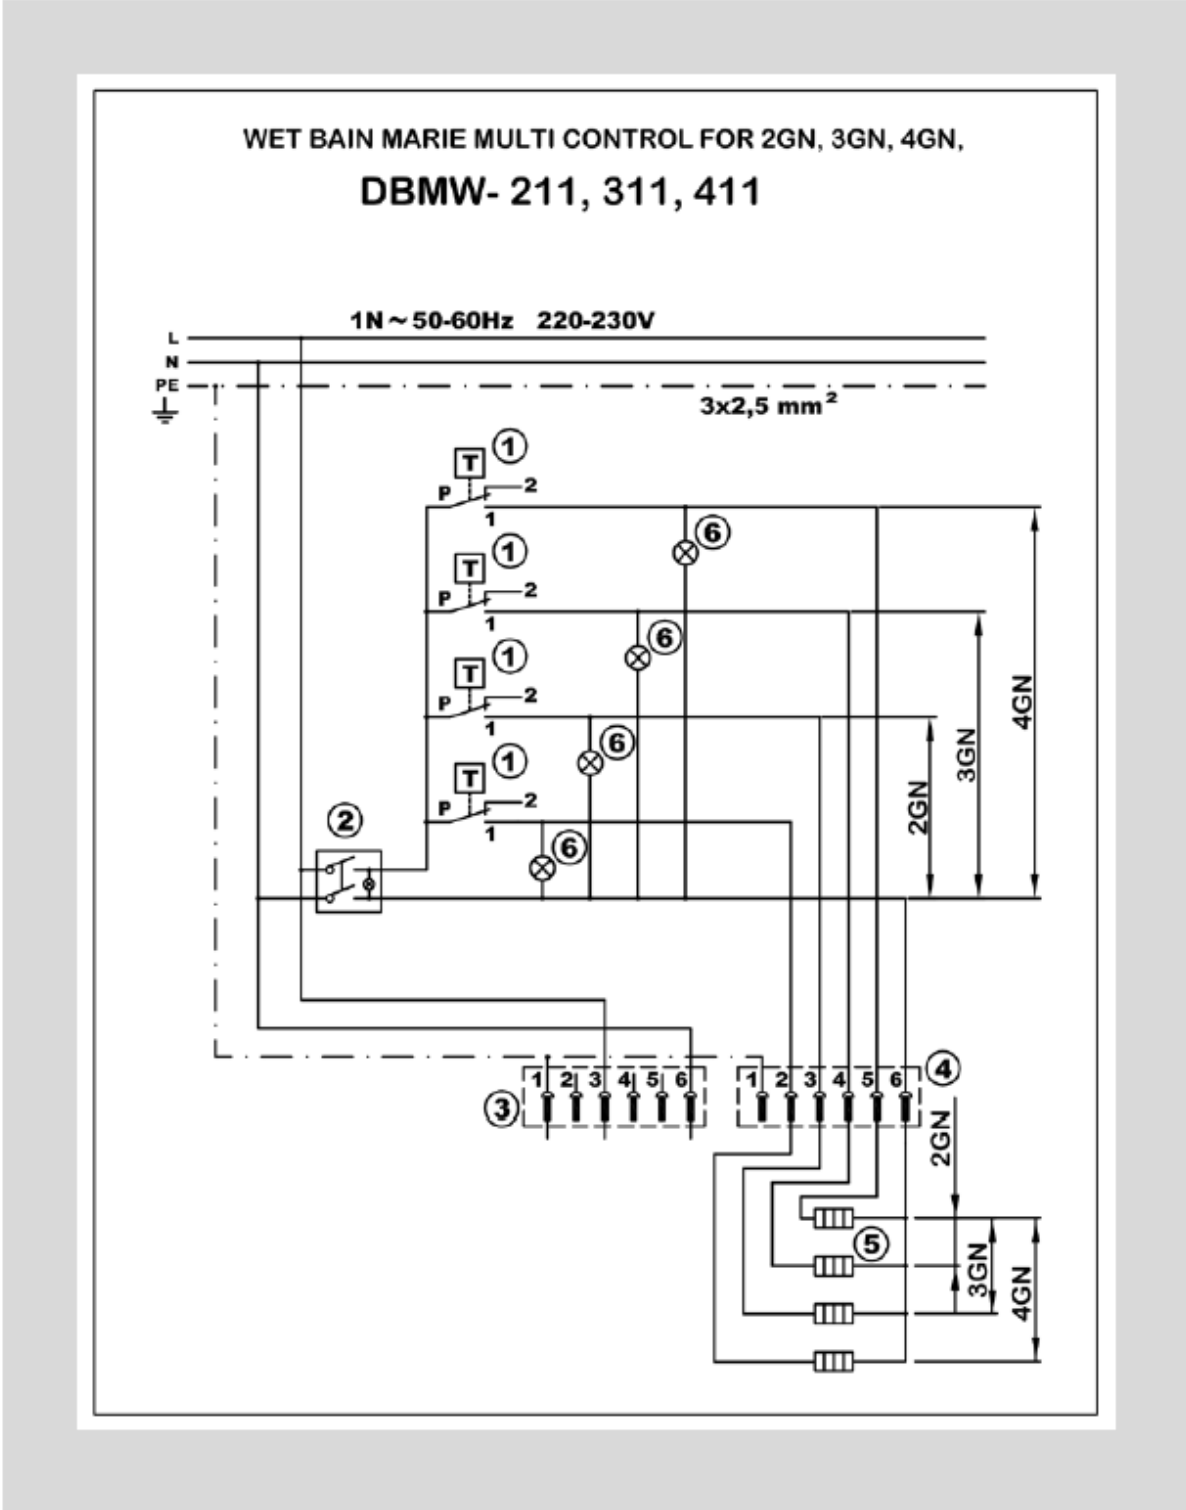 WET BAIN MARIE MULTI CONTROL FOR 2GN, 3GN, 4GN,
DBMW- 211, 311, 411
1N ~ 50-60Hz 220-230V
L
N
PE
3x2,5 mm²
T 1
P 2
1
T 1
P 2
1
T 1
P 2
1
T 1
P 2
1
6
6
6
6
2
2GN
3GN
4GN
1 2 3 4 5 6
3
1 2 3 4 5 6
4
5
2GN
3GN
4GN